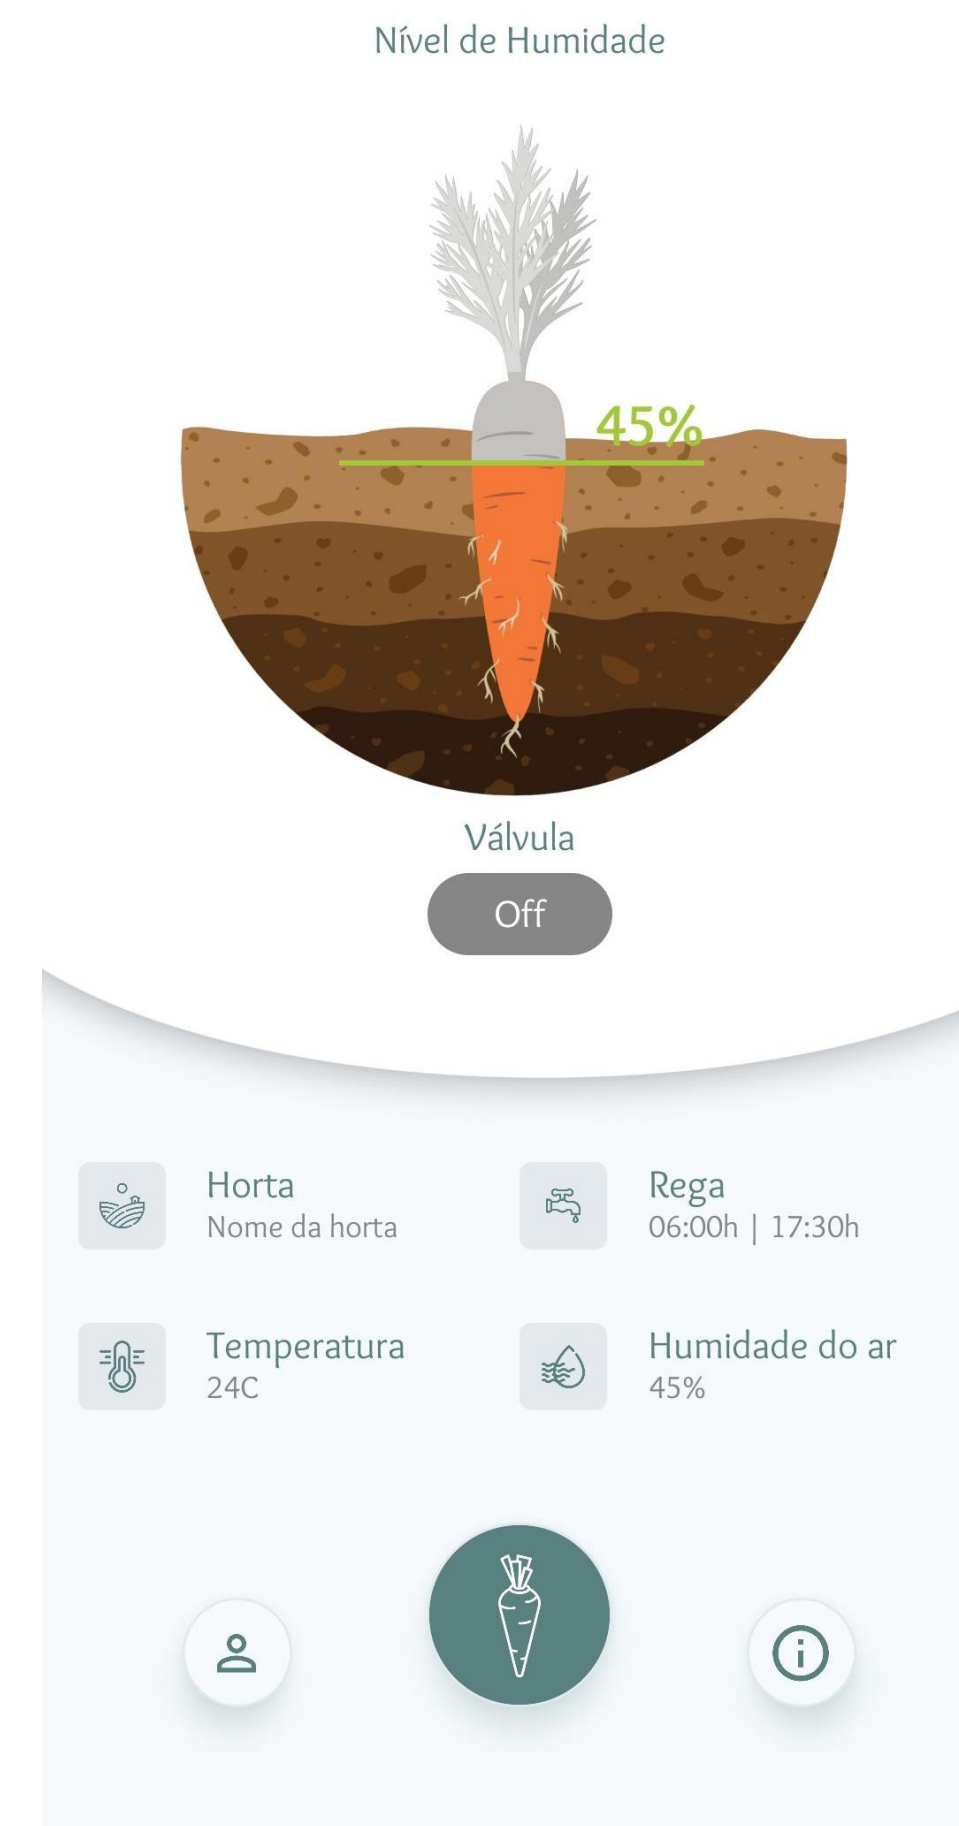 Nível de Humidade
45%
Válvula
Off
Horta
Nome da horta
Rega
06:00h | 17:30h
Temperatura
24C
Humidade do ar
45%